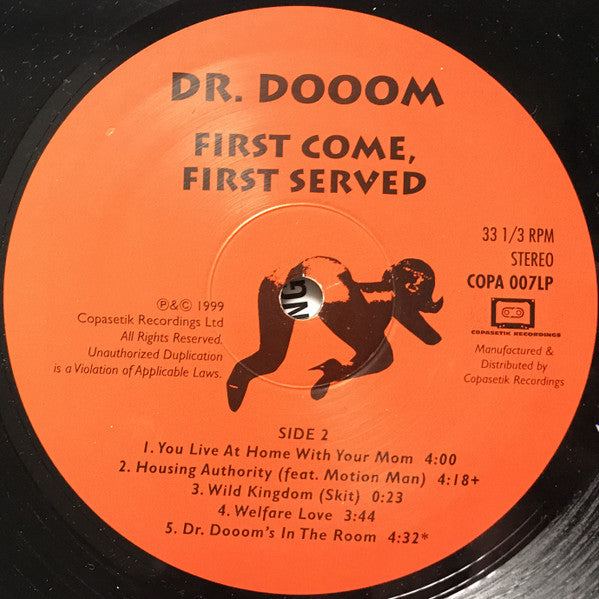 DR. DOOOM
FIRST COME,
FIRST SERVED
33 1/3 RPM
STEREO
COPA 007LP
COPASETIK RECORDINGS
Manufactured &
Distributed by
Copasetik Recordings
℗&© 1999
Copasetik Recordings Ltd
All Rights Reserved.
Unauthorized Duplication
is a Violation of Applicable Laws.
NG
SIDE 2
1. You Live At Home With Your Mom 4:00
2. Housing Authority (feat. Motion Man) 4:18+
3. Wild Kingdom (Skit) 0:23
4. Welfare Love 3:44
5. Dr. Dooom's In The Room 4:32*